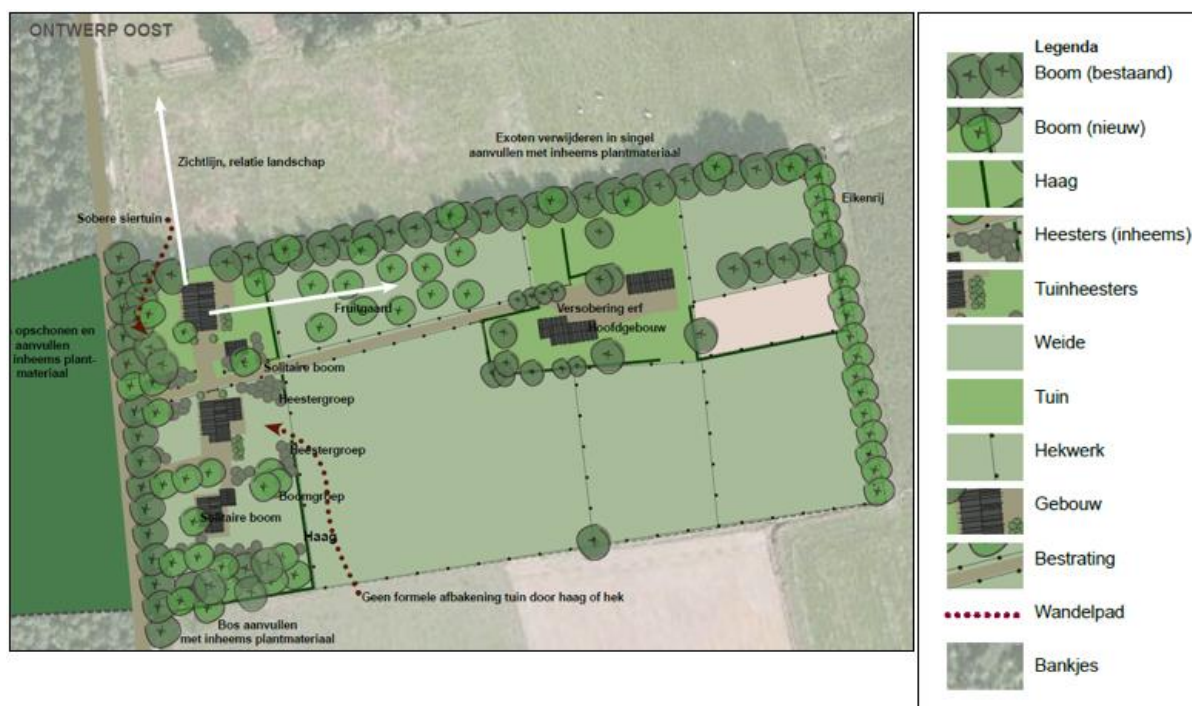 ONTWERP OOST
Zichtlijn, relatie landschap
Exoten verwijderen in singel
aanvullen met inheems plantmateriaal
Sobere siertuin
Eikenrij
opschonen en
aanvullen
inheems plant-
materiaal
Fruitgaard
Versobering erf
Hoofdgebouw
Solitaire boom
Heestergroep
Heestergroep
Boomgroep
Solitaire boom
Haag
Geen formele afbakening tuin door haag of hek
Bos aanvullen
met inheems plantmateriaal
Legenda
Boom (bestaand)
Boom (nieuw)
Haag
Heesters (inheems)
Tuinheesters
Weide
Tuin
Hekwerk
Gebouw
Bestrating
Wandelpad
Bankjes